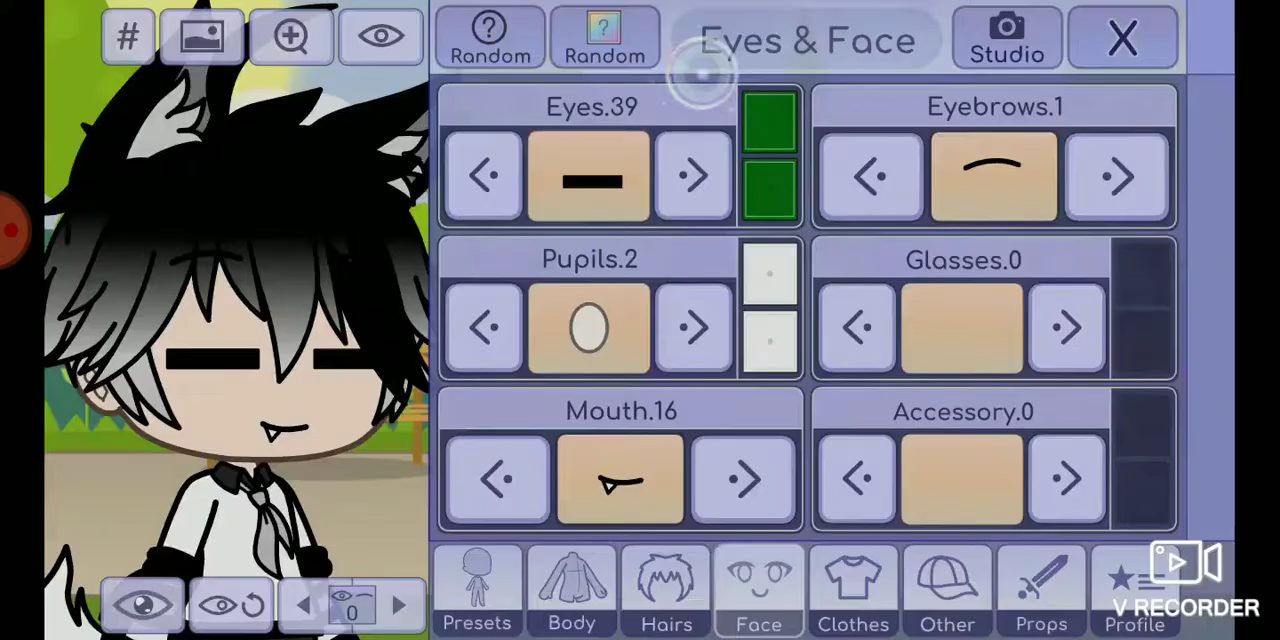 #
?
Random
?
Random
Eyes & Face
Studio
X
Eyes.39
Eyebrows.1
Pupils.2
Glasses.0
Mouth.16
Accessory.0
0
Presets
Body
Hairs
Face
Clothes
Other
Props
Profile
V RECORDER